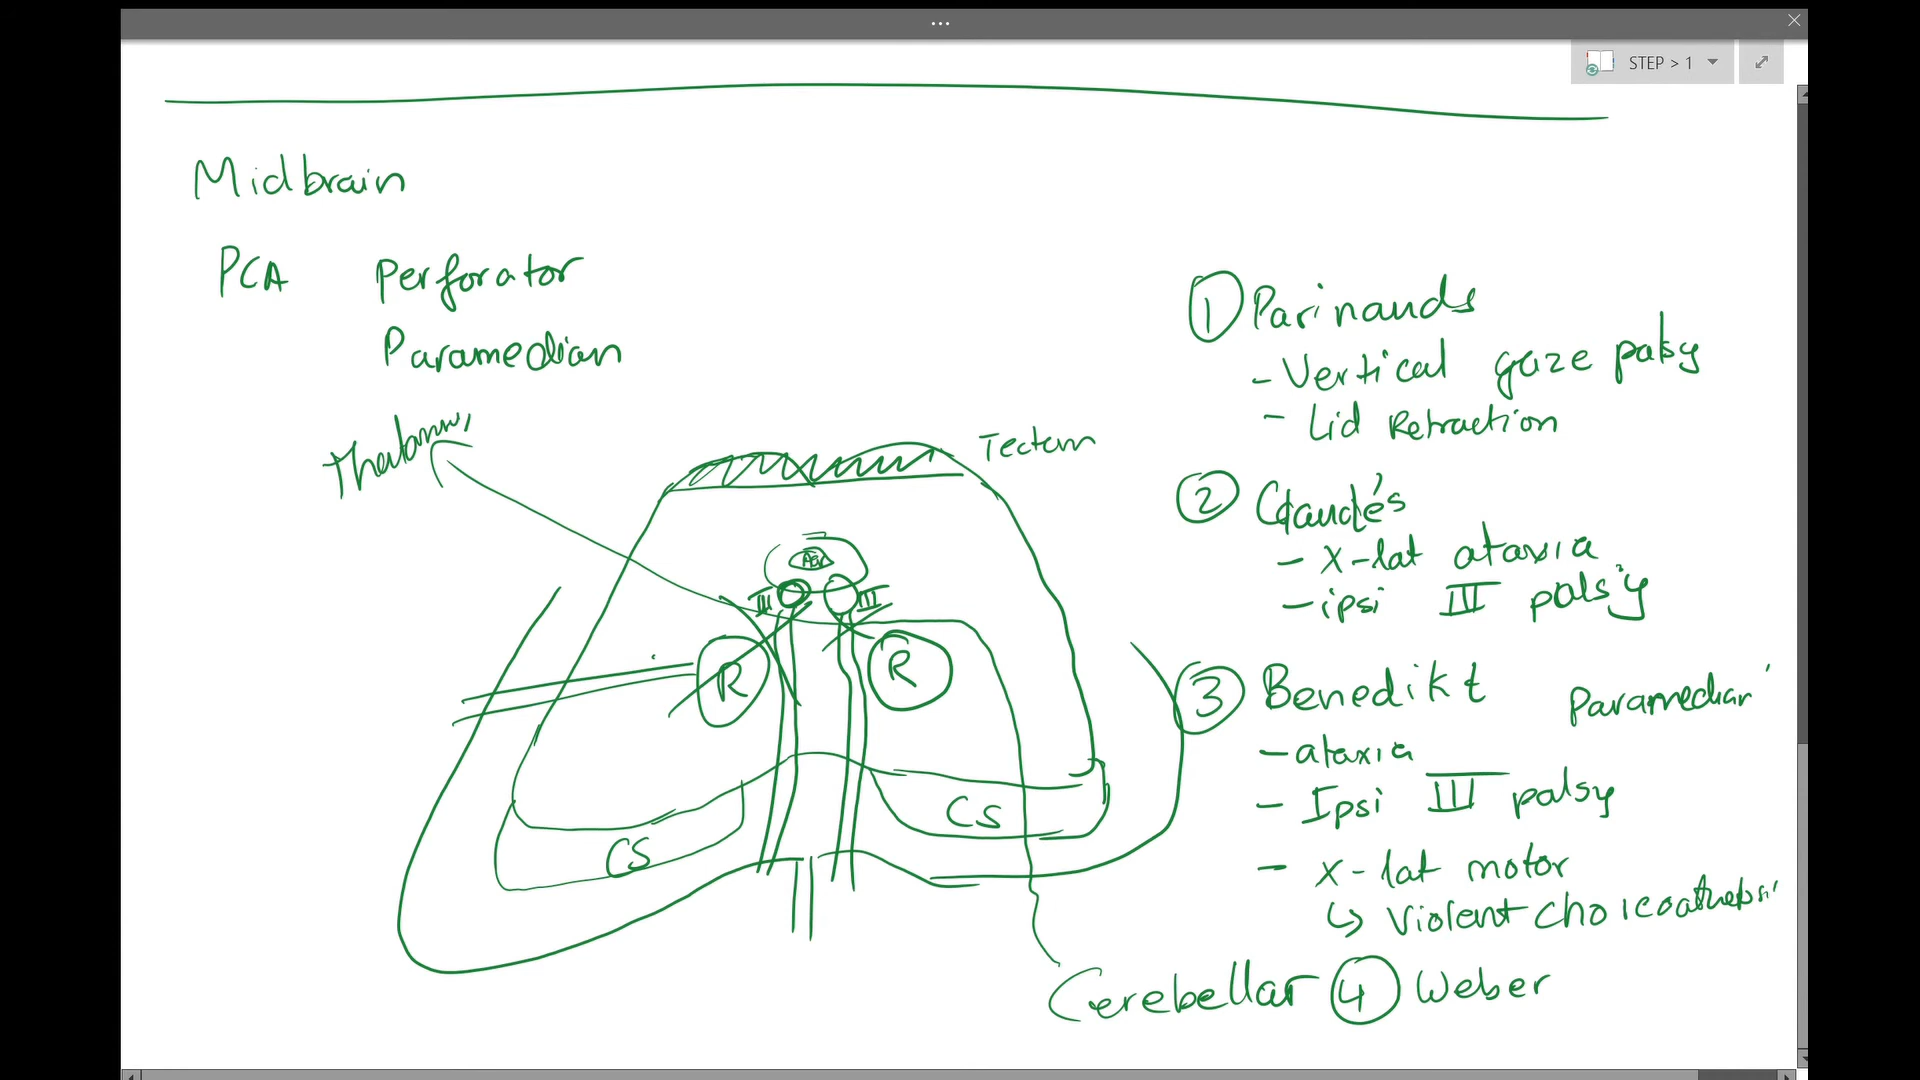 STEP > 1
Midbrain
PCA Perforator
Paramedian
Thalamus
Tectum
Aq
III III
R R
CS CS
Cerebellar
① Parinauds
- Vertical gaze palsy
- Lid Retraction
② Claude's
- X-lat ataxia
- ipsi III palsy
③ Benedikt Paramedian
- ataxia
- Ipsi III palsy
- X-lat motor
↳ Violent
④ Weber